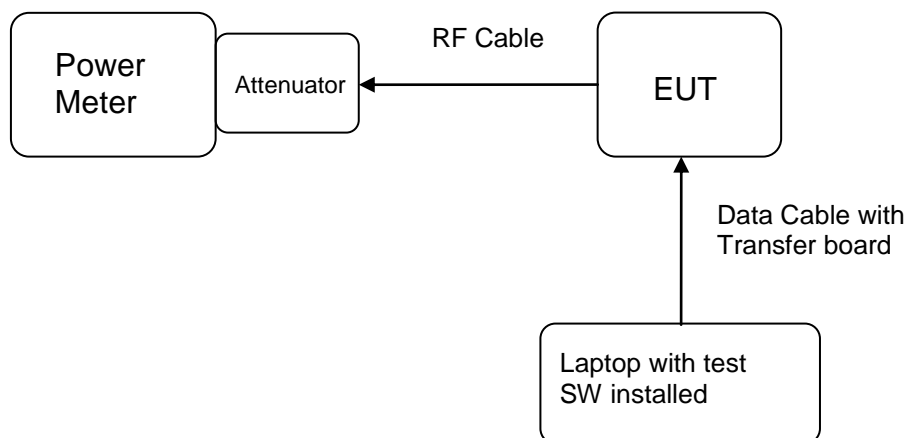 Power
Meter
Attenuator
RF Cable
EUT
Data Cable with
Transfer board
Laptop with test
SW installed